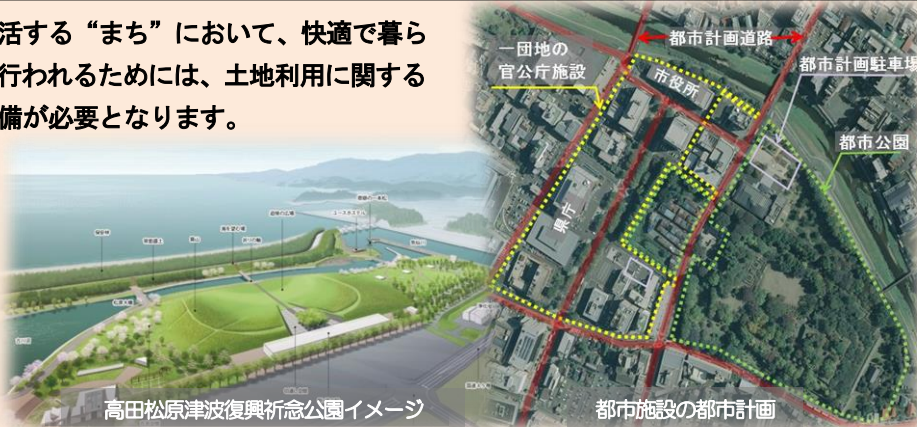 活する“まち”において、快適で暮ら
行われるためには、土地利用に関する
備が必要となります。
一団地の
官公庁施設
都市計画道路
市役所
都市計画駐車場
都市公園
県庁
高田松原津波復興祈念公園イメージ
都市施設の都市計画